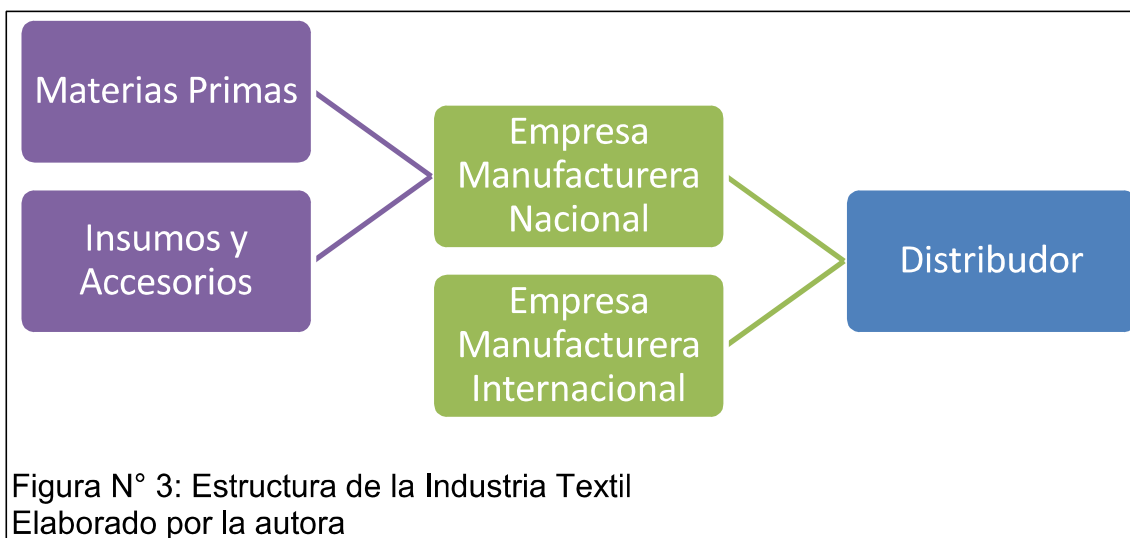 Materias Primas
Insumos y
Accesorios
Empresa
Manufacturera
Nacional
Empresa
Manufacturera
Internacional
Distribudor
Figura N° 3: Estructura de la Industria Textil
Elaborado por la autora